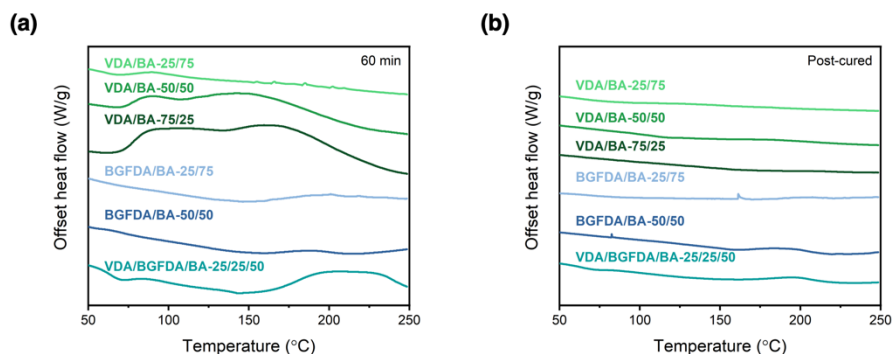 (a)
Offset heat flow (W/g)
60 min
VDA/BA-25/75
VDA/BA-50/50
VDA/BA-75/25
BGFDA/BA-25/75
BGFDA/BA-50/50
VDA/BGFDA/BA-25/25/50
50 100 150 200 250
Temperature (°C)
(b)
Offset heat flow (W/g)
Post-cured
VDA/BA-25/75
VDA/BA-50/50
VDA/BA-75/25
BGFDA/BA-25/75
BGFDA/BA-50/50
VDA/BGFDA/BA-25/25/50
50 100 150 200 250
Temperature (°C)